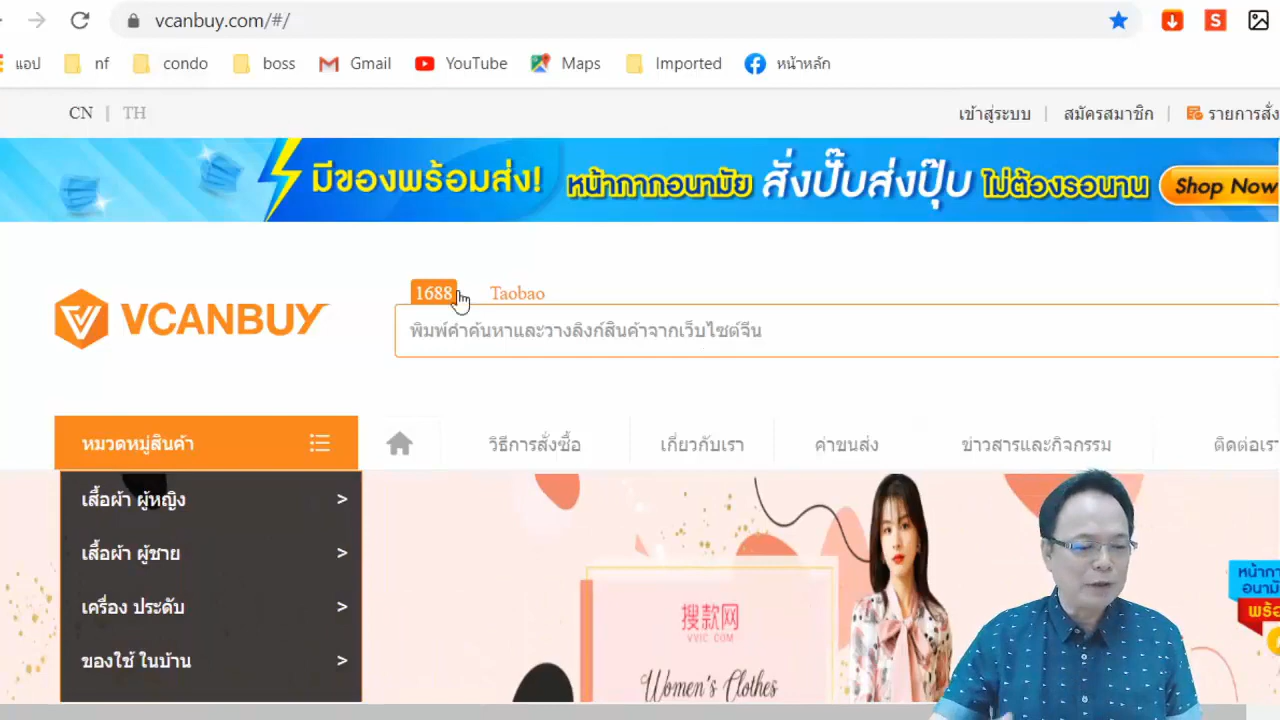 vcanbuy.com/#/
S
แอป nf condo boss Gmail YouTube Maps Imported หน้าหลัก
CN | TH เข้าสู่ระบบ | สมัครสมาชิก | รายการสั่ง
มีของพร้อมส่ง! หน้ากากอนามัย สั่งปั๊บส่งปุ๊บ ไม่ต้องรอนาน Shop Now
1688 Taobao
VCANBUY
พิมพ์คำค้นหาและวางลิงก์สินค้าจากเว็บไซต์จีน
หมวดหมู่สินค้า วิธีการสั่งซื้อ เกี่ยวกับเรา ค่าขนส่ง ข่าวสารและกิจกรรม ติดต่อเรา
เสื้อผ้า ผู้หญิง >
เสื้อผ้า ผู้ชาย >
เครื่อง ประดับ >
ของใช้ ในบ้าน >
搜款网
VVIC.COM
Women's Clothes